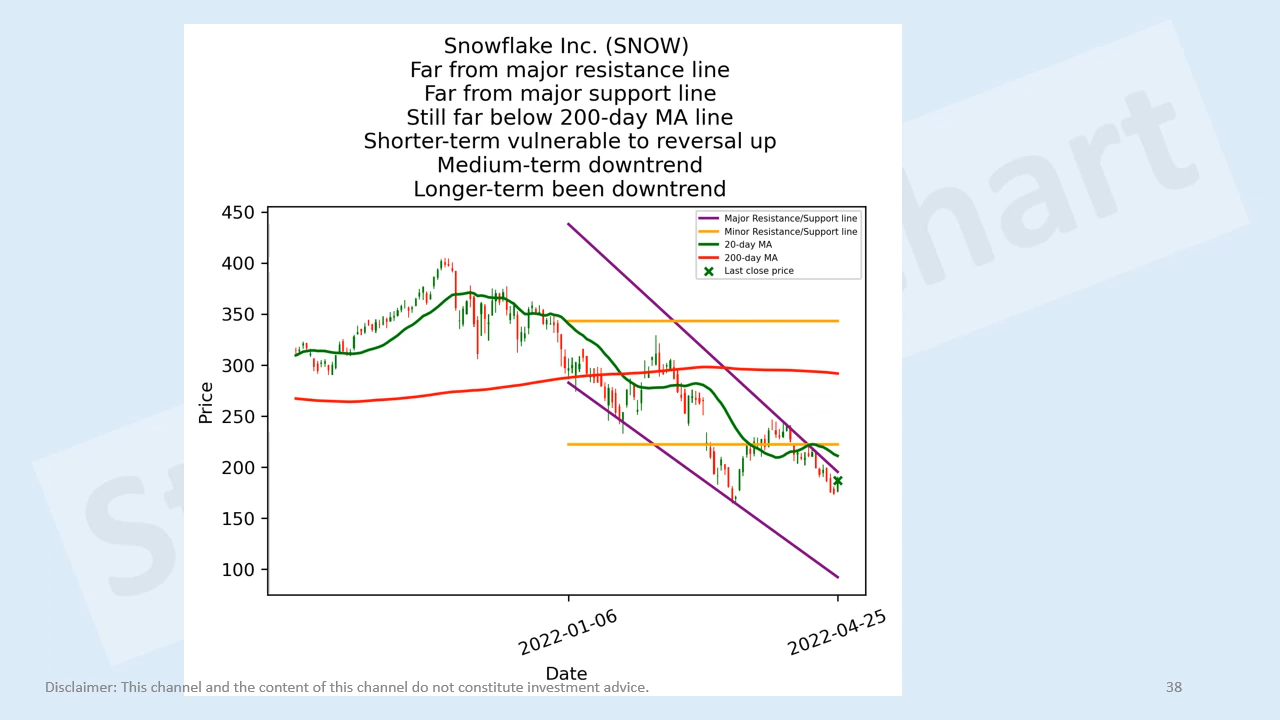 Snowflake Inc. (SNOW)
Far from major resistance line
Far from major support line
Still far below 200-day MA line
Shorter-term vulnerable to reversal up
Medium-term downtrend
Longer-term been downtrend
Major Resistance/Support line
Minor Resistance/Support line
20-day MA
200-day MA
Last close price
450
400
350
300
250
200
150
100
Price
2022-01-06
2022-04-25
Date
Disclaimer: This channel and the content of this channel do not constitute investment advice.
38
St
chart